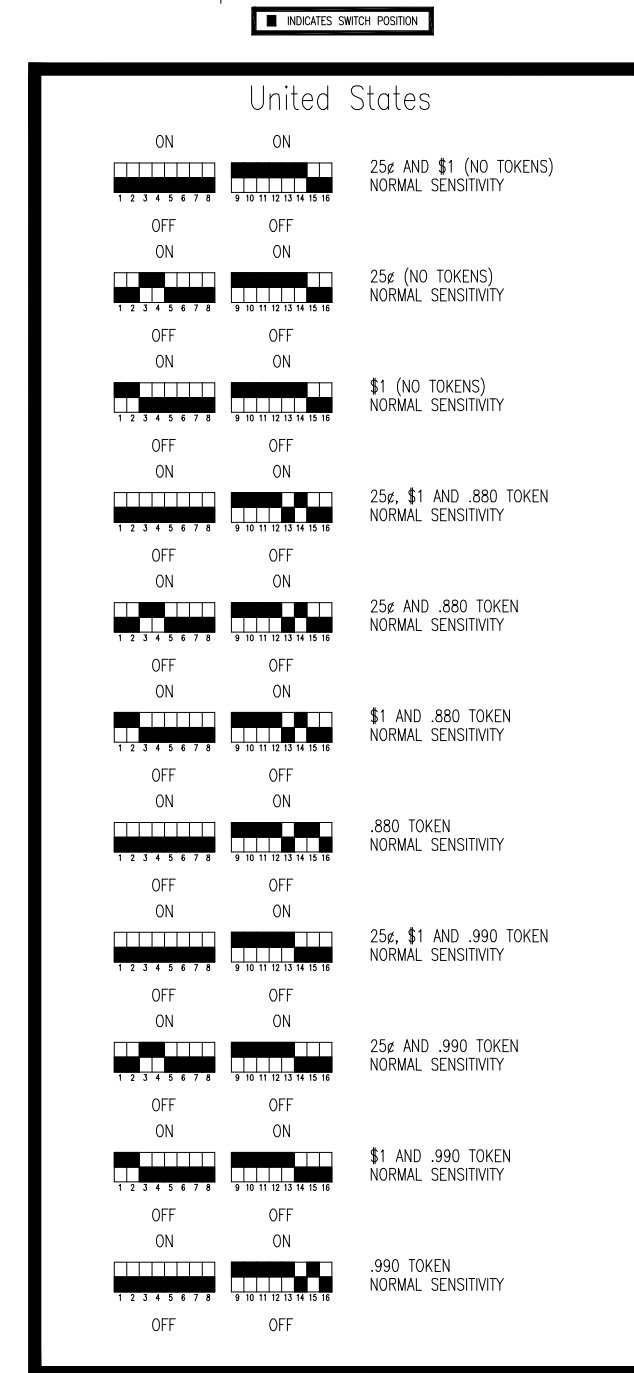 INDICATES SWITCH POSITION
United States
ON ON
25¢ AND $1 (NO TOKENS)
NORMAL SENSITIVITY
1 2 3 4 5 6 7 8 9 10 11 12 13 14 15 16
OFF OFF
ON ON
25¢ (NO TOKENS)
NORMAL SENSITIVITY
1 2 3 4 5 6 7 8 9 10 11 12 13 14 15 16
OFF OFF
ON ON
$1 (NO TOKENS)
NORMAL SENSITIVITY
1 2 3 4 5 6 7 8 9 10 11 12 13 14 15 16
OFF OFF
ON ON
25¢, $1 AND .880 TOKEN
NORMAL SENSITIVITY
1 2 3 4 5 6 7 8 9 10 11 12 13 14 15 16
OFF OFF
ON ON
25¢ AND .880 TOKEN
NORMAL SENSITIVITY
1 2 3 4 5 6 7 8 9 10 11 12 13 14 15 16
OFF OFF
ON ON
$1 AND .880 TOKEN
NORMAL SENSITIVITY
1 2 3 4 5 6 7 8 9 10 11 12 13 14 15 16
OFF OFF
ON ON
.880 TOKEN
NORMAL SENSITIVITY
1 2 3 4 5 6 7 8 9 10 11 12 13 14 15 16
OFF OFF
ON ON
25¢, $1 AND .990 TOKEN
NORMAL SENSITIVITY
1 2 3 4 5 6 7 8 9 10 11 12 13 14 15 16
OFF OFF
ON ON
25¢ AND .990 TOKEN
NORMAL SENSITIVITY
1 2 3 4 5 6 7 8 9 10 11 12 13 14 15 16
OFF OFF
ON ON
$1 AND .990 TOKEN
NORMAL SENSITIVITY
1 2 3 4 5 6 7 8 9 10 11 12 13 14 15 16
OFF OFF
ON ON
.990 TOKEN
NORMAL SENSITIVITY
1 2 3 4 5 6 7 8 9 10 11 12 13 14 15 16
OFF OFF